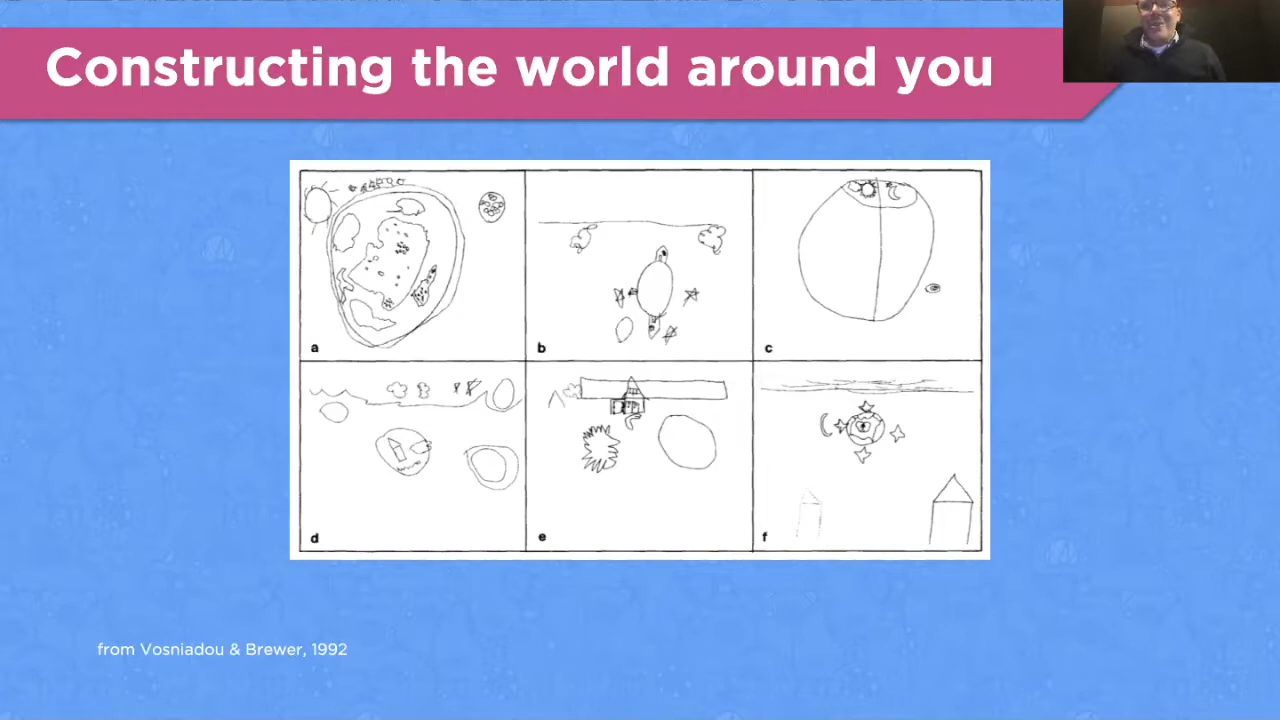 Constructing the world around you
a
b
c
d
e
f
from Vosniadou & Brewer, 1992